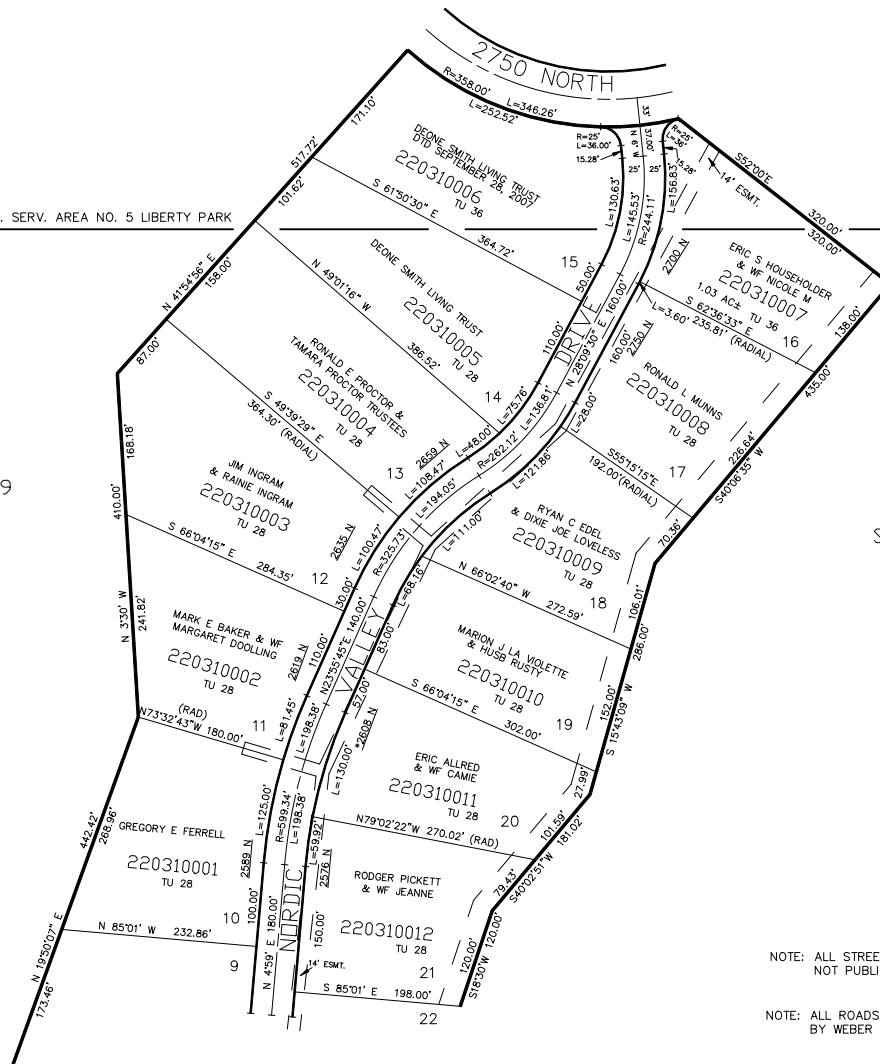 2750 NORTH
R=358.00'
L=346.26'
L=252.52'
171.10'
517.72'
101.62'
DEONE SMITH LIVING TRUST
DTD SEPTEMBER 28, 2007
220310006
TU 36
S 61°50'30" E
364.72'
15
R=25'
L=36.00'
15.28'
33'
37.00'
N 6° W
25'
25'
R=25'
L=36'
15.28'
14' ESMT.
S52°00'E
320.00'
320.00'
L=130.63'
L=145.53'
R=244.11'
L=156.83'
2700 N
. SERV. AREA NO. 5 LIBERTY PARK
N 41°54'56" E
158.00'
87.00'
N 49°01'16" W
386.52'
DEONE SMITH LIVING TRUST
220310005
TU 28
14
50.00'
110.00'
DRIVE
N 28°09'30" E
160.00'
L=3.60'
ERIC S HOUSEHOLDER
& WF NICOLE M
220310007
1.03 AC± TU 36
S 62°36'33" E
235.81' (RADIAL)
16
138.00'
435.00'
2750 N
160.00'
RONALD L MUNNS
220310008
TU 28
17
226.64'
S40°06'35" W
70.36'
RONALD E PROCTOR &
TAMARA PROCTOR TRUSTEES
220310004
TU 28
S 49°39'29" E
364.30' (RADIAL)
13
L=75.76'
L=136.81'
L=28.00'
2659 N
L=48.00'
L=108.47'
R=262.12'
L=194.05'
L=121.86'
S55°15'15"E
192.00'(RADIAL)
168.18'
410.00'
JIM INGRAM
& RAINIE INGRAM
220310003
TU 28
S 66°04'15" E
284.35'
12
9
2635 N
L=100.47'
R=325.73'
L=111.00'
L=68.16'
RYAN C EDEL
& DIXIE JOE LOVELESS
220310009
TU 28
18
N 66°02'40" W
272.59'
106.01'
286.00'
N 3°30' W
241.82'
MARK E BAKER & WF
MARGARET DOOLLING
220310002
TU 28
(RAD)
N73°32'43"W 180.00'
11
30.00'
140.00'
110.00'
2619 N
N23°55'45"E
VALLEY
83.00'
57.00'
*2608 N
MARION J LA VIOLETTE
& HUSB RUSTY
220310010
TU 28
S 66°04'15" E
302.00'
19
152.00'
S 15°43'09" W
27.99'
L=81.45'
L=198.38'
L=130.00'
ERIC ALLRED
& WF CAMIE
220310011
TU 28
20
N79°02'22"W 270.02' (RAD)
101.59'
181.02'
79.43'
S40°02'51"W
442.42'
268.96'
GREGORY E FERRELL
220310001
TU 28
10
N 85°01' W 232.86'
L=125.00'
R=599.34'
L=198.38'
L=59.92'
2589 N
2576 N
100.00'
N 4°59' E 180.00'
NORDIC
150.00'
RODGER PICKETT
& WF JEANNE
220310012
TU 28
21
120.00'
120.00'
S18°30'W
14' ESMT.
S 85°01' E 198.00'
22
9
N 19°50'07" E
173.46'
S
NOTE: ALL STREE
NOT PUBLI
NOTE: ALL ROADS
BY WEBER